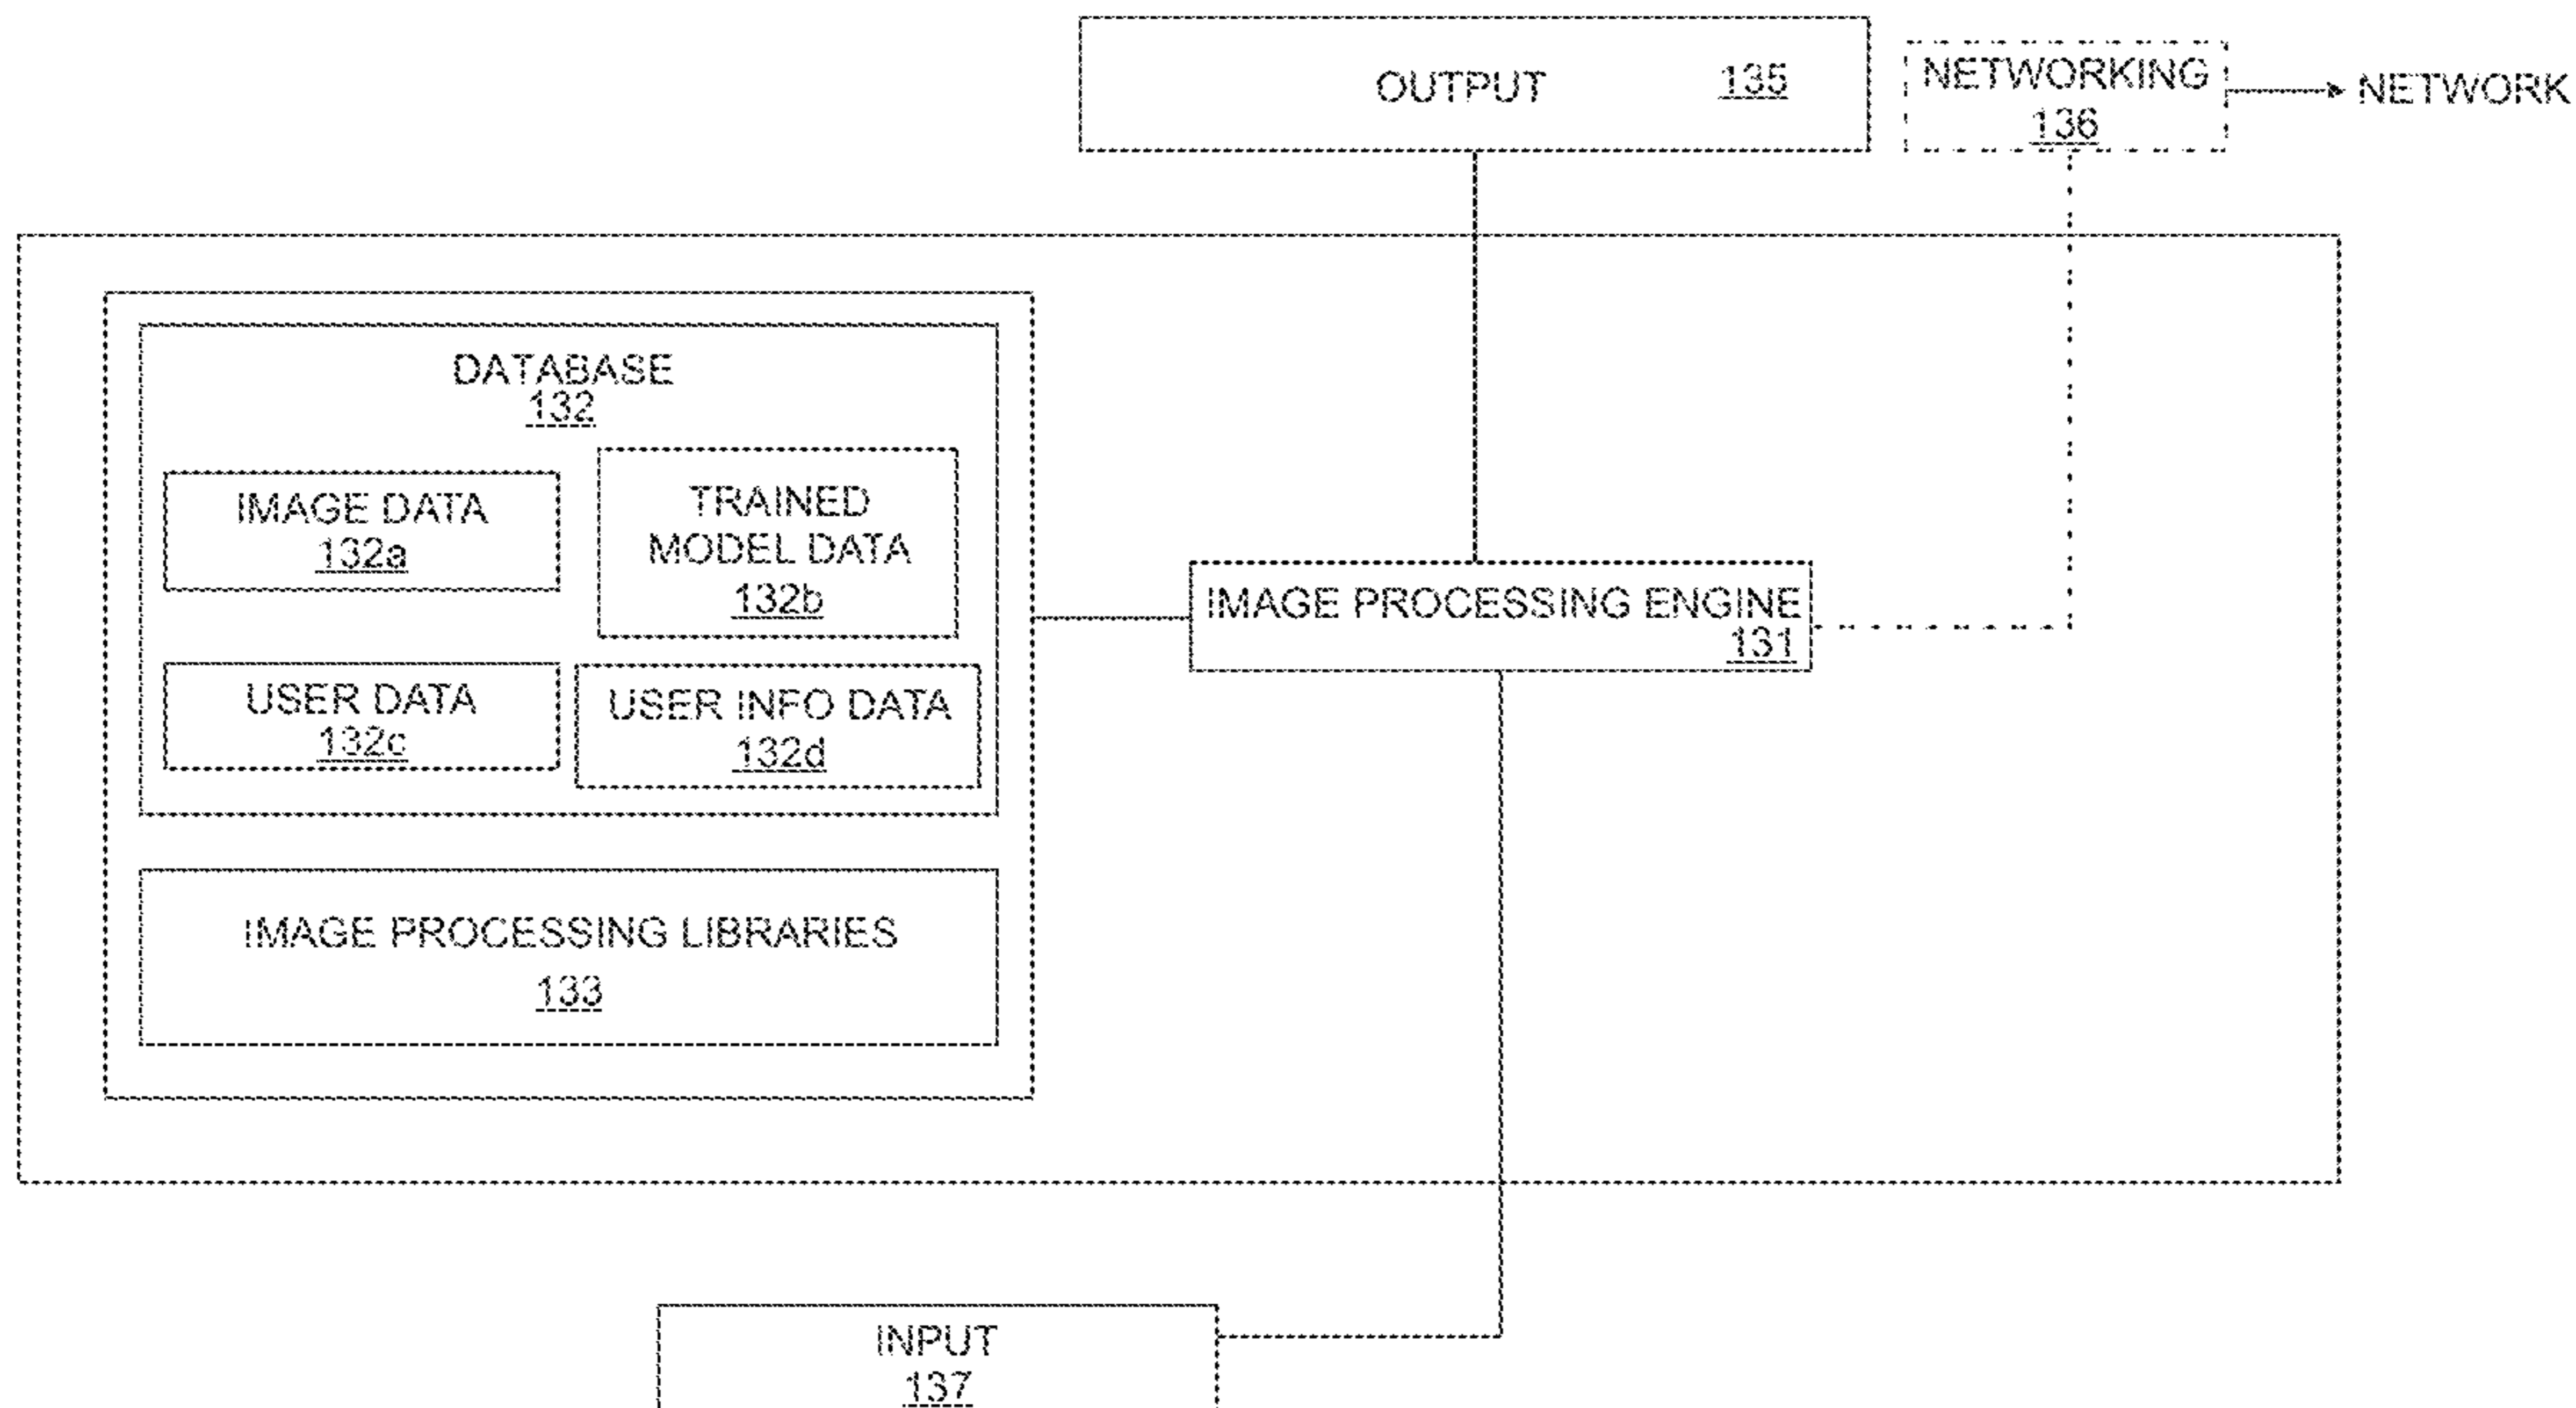 OUTPUT 135
NETWORKING
136
NETWORK
DATABASE
132
IMAGE DATA
132a
TRAINED
MODEL DATA
132b
USER DATA
132c
USER INFO DATA
132d
IMAGE PROCESSING ENGINE
131
IMAGE PROCESSING LIBRARIES
133
INPUT
137